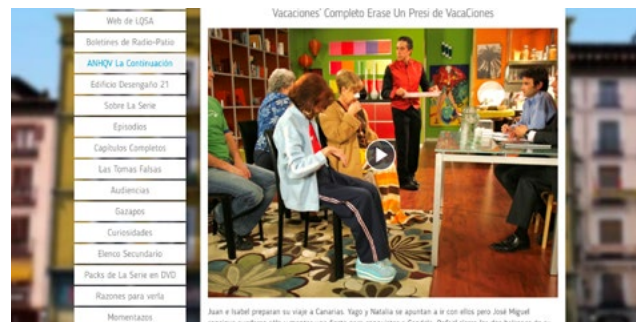 Vacaciones' Completo Erase Un Presi de VacaCiones
Web de LQSA
Boletines de Radio-Patio
ANHQV La Continuación
Edificio Desengaño 21
Sobre La Serie
Episodios
Capítulos Completos
Las Tomas Falsas
Audiencias
Gazapos
Curiosidades
Elenco Secundario
Packs de La Serie en DVD
Razones para verla
Momentazos
Juan e Isabel preparan su viaje a Canarias. Yago y Natalia se apuntan a ir con ellos pero José Miguel